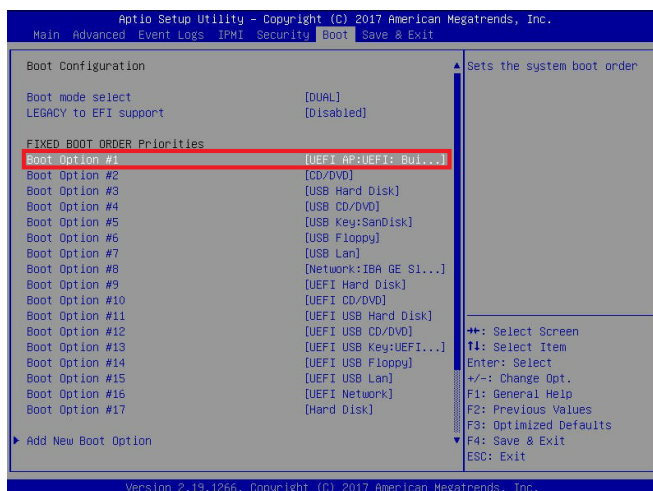 Aptio Setup Utility - Copyright (C) 2017 American Megatrends, Inc.
Main Advanced Event Logs IPMI Security Boot Save & Exit
Boot Configuration
Boot mode select [DUAL]
LEGACY to EFI support [Disabled]
FIXED BOOT ORDER Priorities
Boot Option #1 [UEFI AP:UEFI: Bui...]
Boot Option #2 [CD/DVD]
Boot Option #3 [USB Hard Disk]
Boot Option #4 [USB CD/DVD]
Boot Option #5 [USB Key:SanDisk]
Boot Option #6 [USB Floppy]
Boot Option #7 [USB Lan]
Boot Option #8 [Network:IBA GE Sl...]
Boot Option #9 [UEFI Hard Disk]
Boot Option #10 [UEFI CD/DVD]
Boot Option #11 [UEFI USB Hard Disk]
Boot Option #12 [UEFI USB CD/DVD]
Boot Option #13 [UEFI USB Key:UEFI...]
Boot Option #14 [UEFI USB Floppy]
Boot Option #15 [UEFI USB Lan]
Boot Option #16 [UEFI Network]
Boot Option #17 [Hard Disk]
Add New Boot Option
Sets the system boot order
→←: Select Screen
↑↓: Select Item
Enter: Select
+/-: Change Opt.
F1: General Help
F2: Previous Values
F3: Optimized Defaults
F4: Save & Exit
ESC: Exit
Version 2.19.1266. Copyright (C) 2017 American Megatrends, Inc.